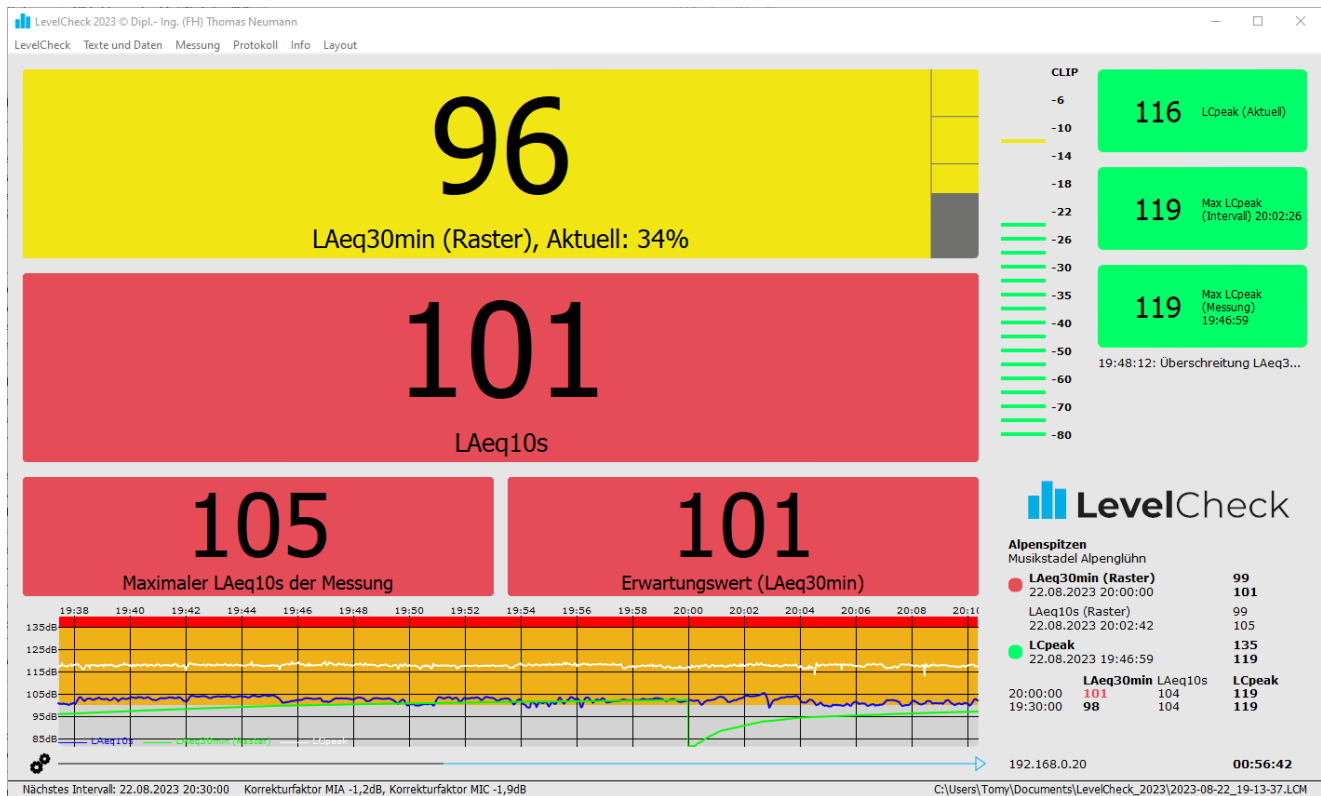 LevelCheck 2023 © Dipl.- Ing. (FH) Thomas Neumann
LevelCheck Texte und Daten Messung Protokoll Info Layout
96
LAeq30min (Raster), Aktuell: 34%
101
LAeq10s
105
Maximaler LAeq10s der Messung
101
Erwartungswert (LAeq30min)
CLIP
-6
-10
-14
-18
-22
-26
-30
-35
-40
-50
-60
-70
-80
116 LCpeak (Aktuell)
119 Max LCpeak
(Intervall) 20:02:26
119 Max LCpeak
(Messung)
19:46:59
19:48:12: Überschreitung LAeq3...
LevelCheck
Alpenspitzen
Musikstadel Alpenglühn
LAeq30min (Raster) 99
22.08.2023 20:00:00 101
LAeq10s (Raster) 99
22.08.2023 20:02:42 105
LCpeak 135
22.08.2023 19:46:59 119
LAeq30min LAeq10s LCpeak
20:00:00 101 104 119
19:30:00 98 104 119
19:38 19:40 19:42 19:44 19:46 19:48 19:50 19:52 19:54 19:56 19:58 20:00 20:02 20:04 20:06 20:08 20:10
135dB
125dB
115dB
105dB
95dB
85dB
LAeq10s LAeq30min (Raster) LCpeak
192.168.0.20 00:56:42
Nächstes Intervall: 22.08.2023 20:30:00 Korrekturfaktor MIA -1,2dB, Korrekturfaktor MIC -1,9dB
C:\Users\Tomy\Documents\LevelCheck_2023\2023-08-22_19-13-37.LCM